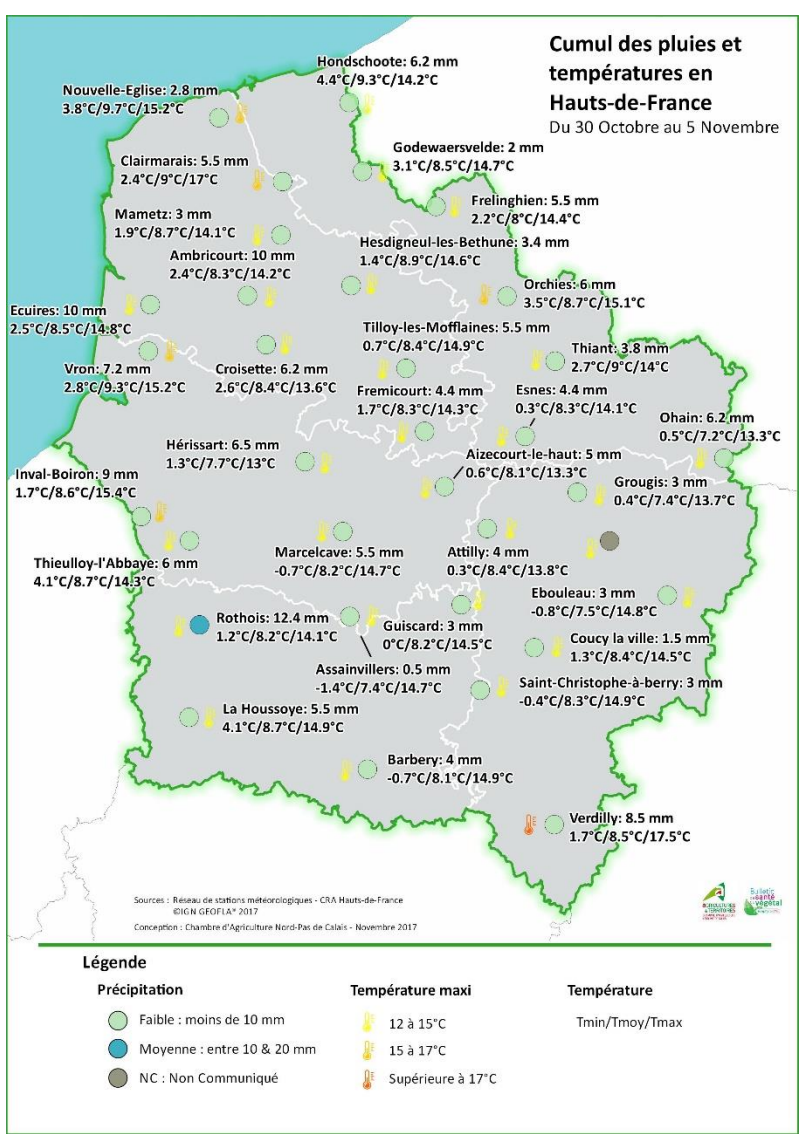 Cumul des pluies et
températures en
Hauts-de-France
Du 30 Octobre au 5 Novembre
Hondschoote: 6.2 mm
4.4°C/9.3°C/14.2°C
Nouvelle-Eglise: 2.8 mm
3.8°C/9.7°C/15.2°C
Godewaersvelde: 2 mm
3.1°C/8.5°C/14.7°C
Clairmarais: 5.5 mm
2.4°C/9°C/17°C
Frelinghien: 5.5 mm
2.2°C/8°C/14.4°C
Mametz: 3 mm
1.9°C/8.7°C/14.1°C
Hesdigneul-les-Bethune: 3.4 mm
1.4°C/8.9°C/14.6°C
Ambricourt: 10 mm
2.4°C/8.3°C/14.2°C
Orchies: 6 mm
3.5°C/8.7°C/15.1°C
Ecuires: 10 mm
2.5°C/8.5°C/14.8°C
Tilloy-les-Mofflaines: 5.5 mm
0.7°C/8.4°C/14.9°C
Thiant: 3.8 mm
2.7°C/9°C/14°C
Vron: 7.2 mm
2.8°C/9.3°C/15.2°C
Croisette: 6.2 mm
2.6°C/8.4°C/13.6°C
Fremicourt: 4.4 mm
1.7°C/8.3°C/14.3°C
Esnes: 4.4 mm
0.3°C/8.3°C/14.1°C
Ohain: 6.2 mm
0.5°C/7.2°C/13.3°C
Hérissart: 6.5 mm
1.3°C/7.7°C/13°C
Aizecourt-le-haut: 5 mm
0.6°C/8.1°C/13.3°C
Inval-Boiron: 9 mm
1.7°C/8.6°C/15.4°C
Grougis: 3 mm
0.4°C/7.4°C/13.7°C
Thieulloy-l'Abbaye: 6 mm
4.1°C/8.7°C/14.3°C
Marcelcave: 5.5 mm
-0.7°C/8.2°C/14.7°C
Attilly: 4 mm
0.3°C/8.4°C/13.8°C
Ebouleau: 3 mm
-0.8°C/7.5°C/14.8°C
Rothois: 12.4 mm
1.2°C/8.2°C/14.1°C
Guiscard: 3 mm
0°C/8.2°C/14.5°C
Coucy la ville: 1.5 mm
1.3°C/8.4°C/14.5°C
Assainvillers: 0.5 mm
-1.4°C/7.4°C/14.7°C
Saint-Christophe-à-berry: 3 mm
-0.4°C/8.3°C/14.9°C
La Houssoye: 5.5 mm
4.1°C/8.7°C/14.9°C
Barbery: 4 mm
-0.7°C/8.1°C/14.9°C
Verdilly: 8.5 mm
1.7°C/8.5°C/17.5°C
Sources : Réseau de stations météorologiques - CRA Hauts-de-France
©IGN GEOFLA® 2017
Conception : Chambre d'Agriculture Nord-Pas de Calais - Novembre 2017
Bulletin
santé
végétal
AGRICULTURES
& TERRITOIRES
Légende
Précipitation
Faible : moins de 10 mm
Moyenne : entre 10 & 20 mm
NC : Non Communiqué
Température maxi
12 à 15°C
15 à 17°C
Supérieure à 17°C
Température
Tmin/Tmoy/Tmax